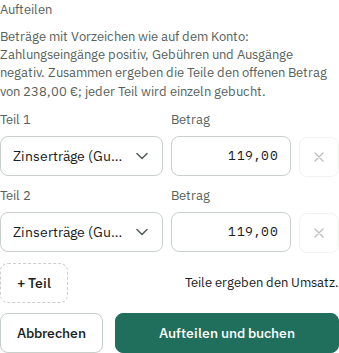 Aufteilen
Beträge mit Vorzeichen wie auf dem Konto:
Zahlungseingänge positiv, Gebühren und Ausgänge
negativ. Zusammen ergeben die Teile den offenen Betrag
von 238,00 €; jeder Teil wird einzeln gebucht.
Teil 1 Betrag
Zinserträge (Gu... 119,00
Teil 2 Betrag
Zinserträge (Gu... 119,00
+ Teil Teile ergeben den Umsatz.
Abbrechen Aufteilen und buchen